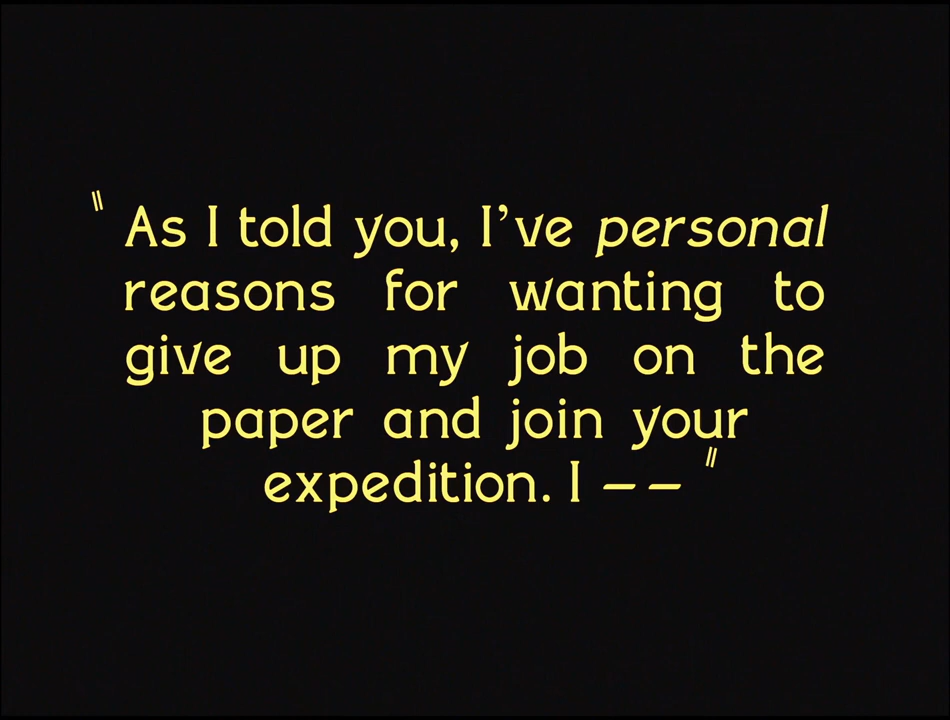 " As I told you, I've personal
reasons for wanting to
give up my job on the
paper and join your
expedition. I -- "